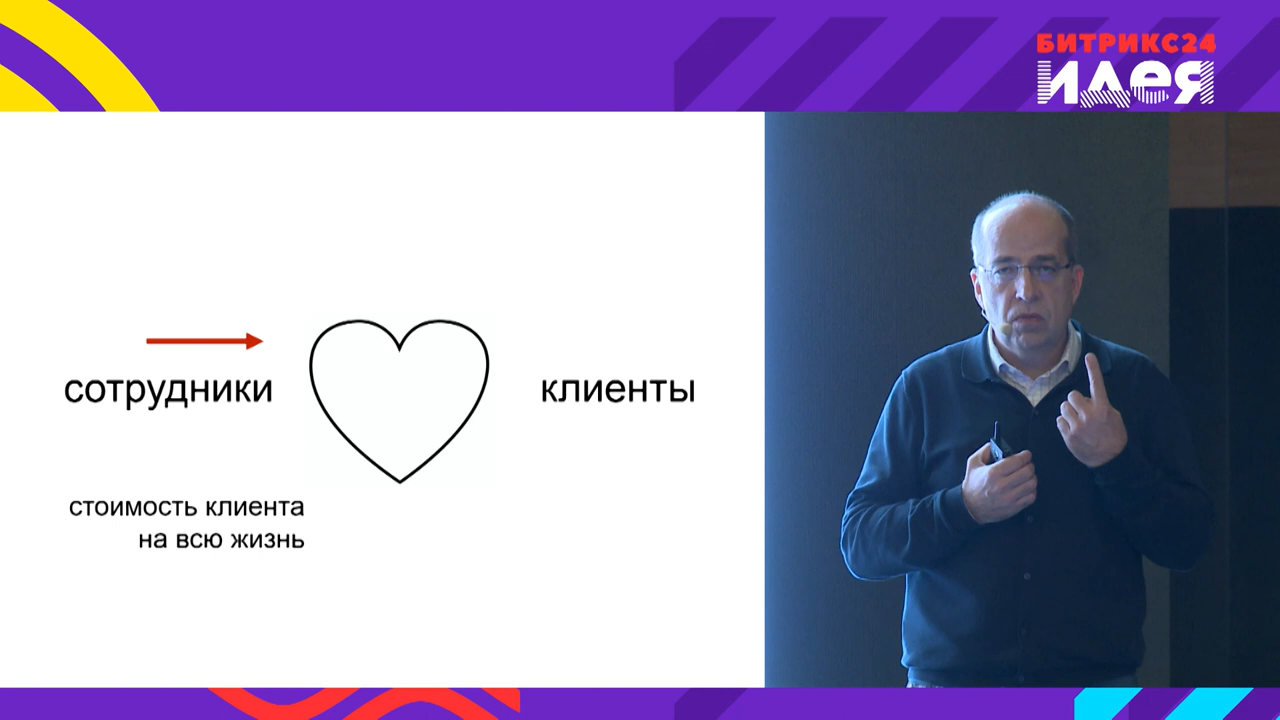 БИТРИКС24
идея
сотрудники
клиенты
стоимость клиента
на всю жизнь